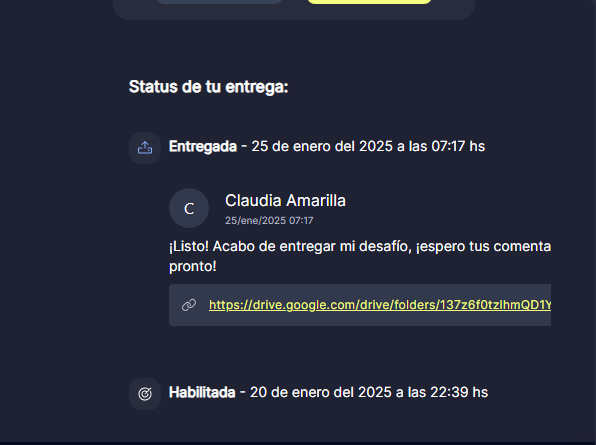 Status de tu entrega:
Entregada - 25 de enero del 2025 a las 07:17 hs
C
Claudia Amarilla
25/ene/2025 07:17
¡Listo! Acabo de entregar mi desafío, ¡espero tus comenta
pronto!
https://drive.google.com/drive/folders/137z6f0tzIhmQD1Y
Habilitada - 20 de enero del 2025 a las 22:39 hs